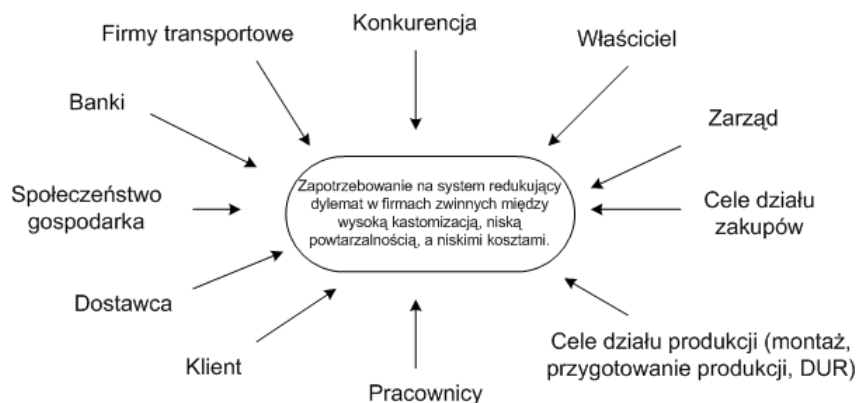 Konkurencja
Firmy transportowe
Właściciel
Banki
Zarząd
Zapotrzebowanie na system redukujący
dylemat w firmach zwinnych między
wysoką kastomizacją, niską
powtarzalnością, a niskimi kosztami.
Społeczeństwo
gospodarka
Cele działu
zakupów
Dostawca
Klient
Cele działu produkcji (montaż,
przygotowanie produkcji, DUR)
Pracownicy